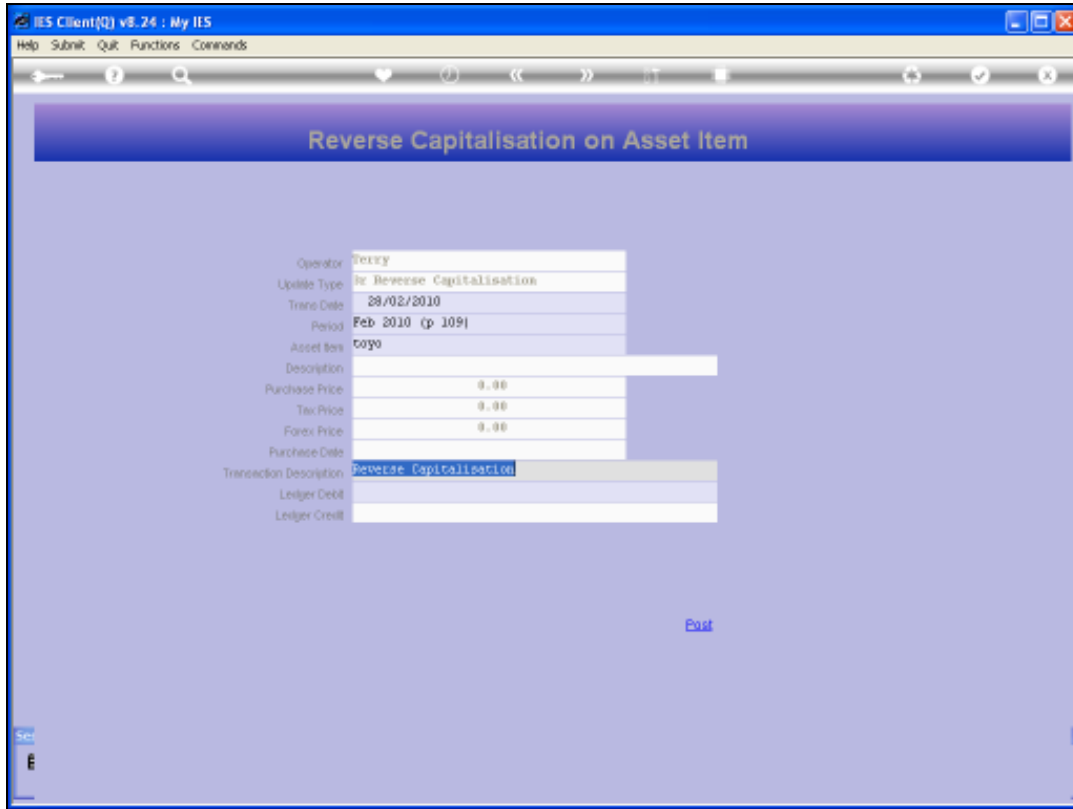 IES Client(Q) v8.24 : My IES
Help Submit Quit Functions Commands
Reverse Capitalisation on Asset Item
Operator Terry
Update Type 3r Reverse Capitalisation
Trans Date 28/02/2010
Period Feb 2010 (p 109)
Asset Item toyo
Description
Purchase Price 0.00
Tax Price 0.00
Forex Price 0.00
Purchase Date
Transaction Description Reverse Capitalisation
Ledger Debit
Ledger Credit
Post
Se